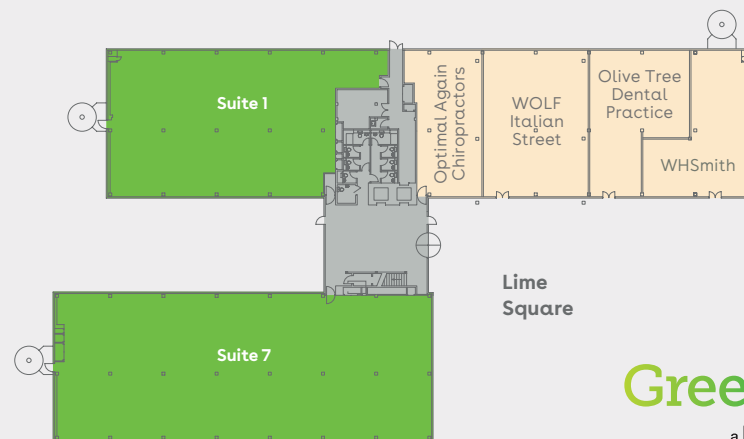 Suite 1
Optimal Again
Chiropractors
WOLF
Italian
Street
Olive Tree
Dental
Practice
WHSmith
Lime
Square
Suite 7
Gree
a